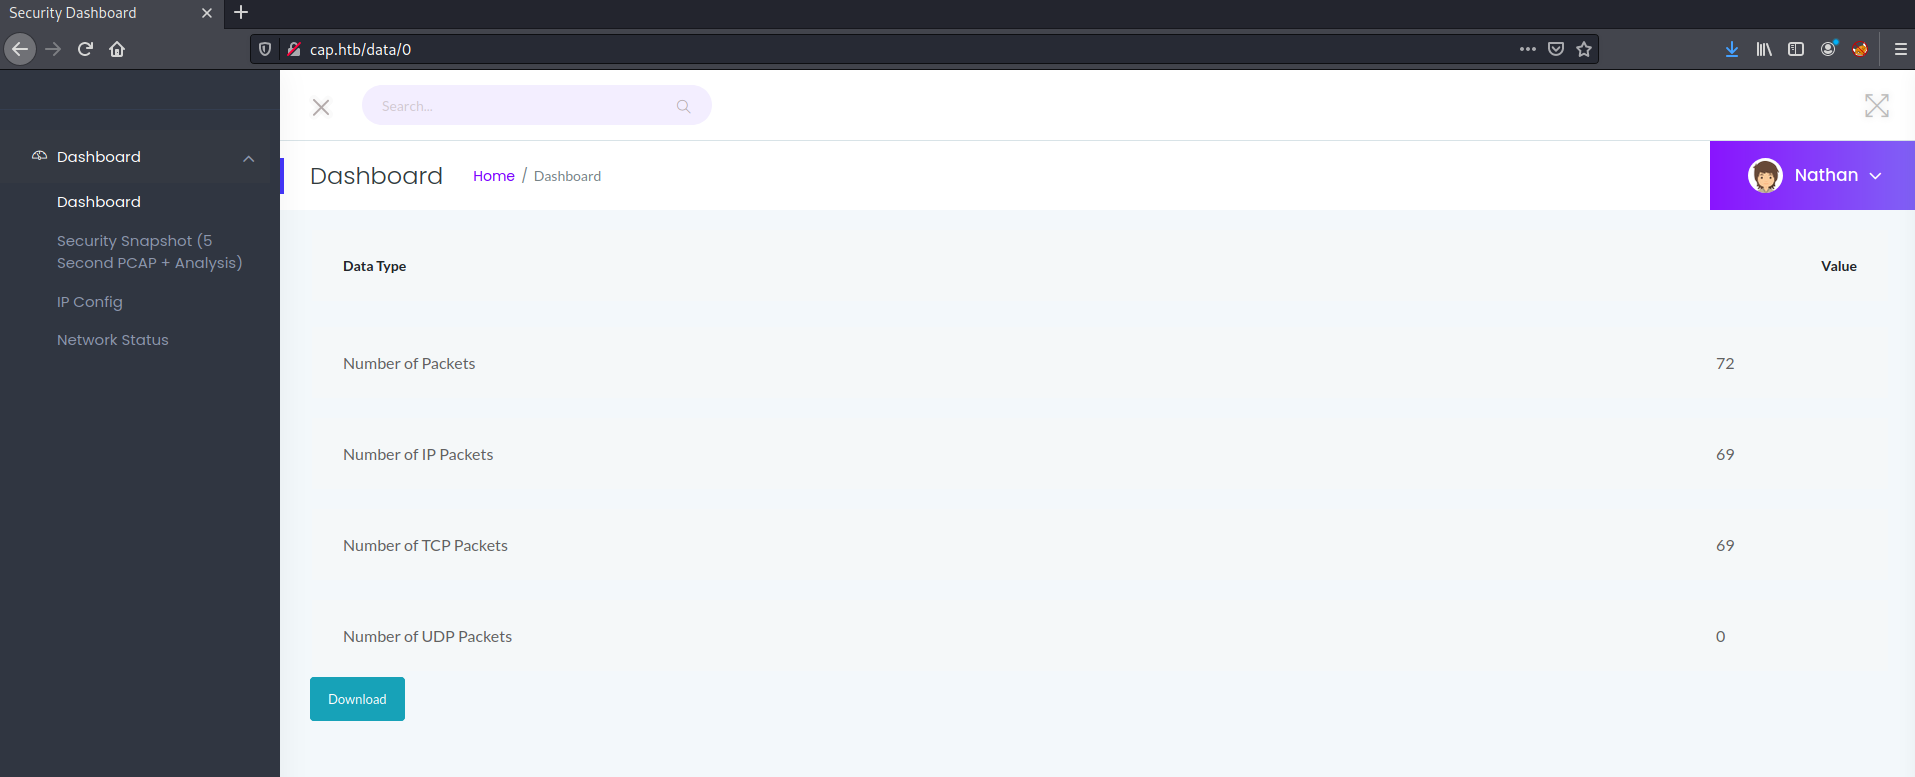 Security Dashboard
cap.htb/data/0
Search...
Dashboard
Dashboard
Security Snapshot (5
Second PCAP + Analysis)
IP Config
Network Status
Dashboard
Home / Dashboard
Nathan
Data Type Value
Number of Packets 72
Number of IP Packets 69
Number of TCP Packets 69
Number of UDP Packets 0
Download